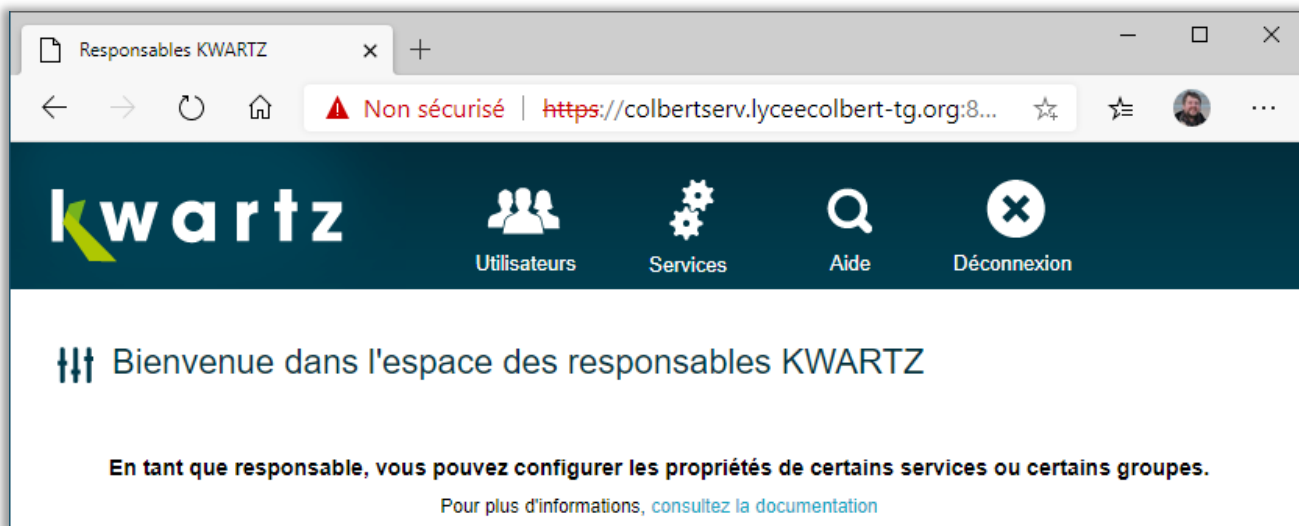 Responsables KWARTZ
Non sécurisé | https://colbertserv.lyceecolbert-tg.org:8...
kwartz
Utilisateurs Services Aide Déconnexion
Bienvenue dans l'espace des responsables KWARTZ
En tant que responsable, vous pouvez configurer les propriétés de certains services ou certains groupes.
Pour plus d'informations, consultez la documentation